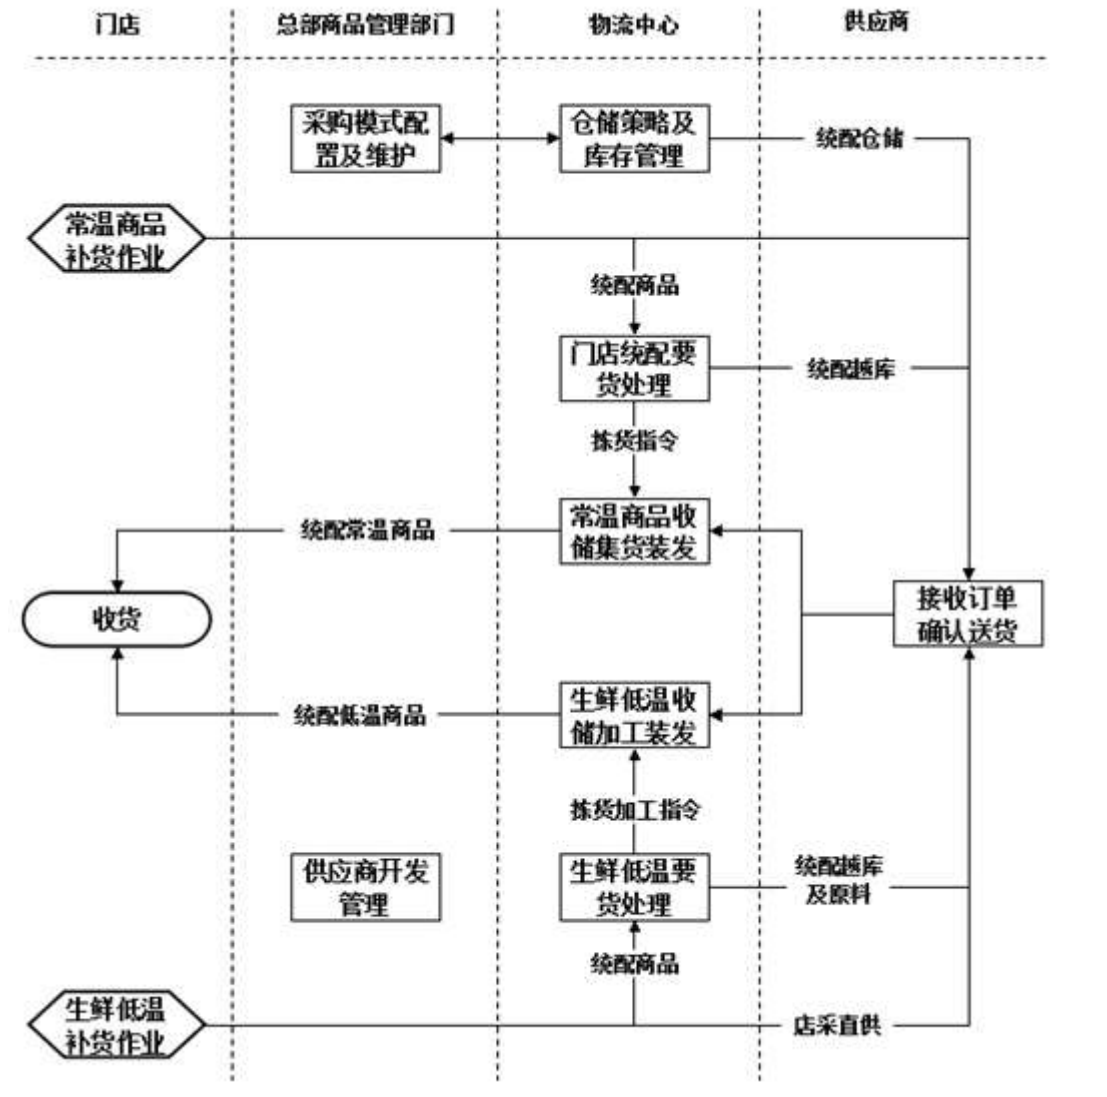 门店
总部商品管理部门
物流中心
供应商
采购模式配
置及维护
仓储策略及
库存管理
统配仓储
常温商品
补货作业
统配商品
门店统配要
货处理
统配越库
拣货指令
统配常温商品
常温商品收
储集货装发
收货
接收订单
确认送货
统配低温商品
生鲜低温收
储加工装发
拣货加工指令
供应商开发
管理
生鲜低温要
货处理
统配越库
及原料
统配商品
生鲜低温
补货作业
店采直供